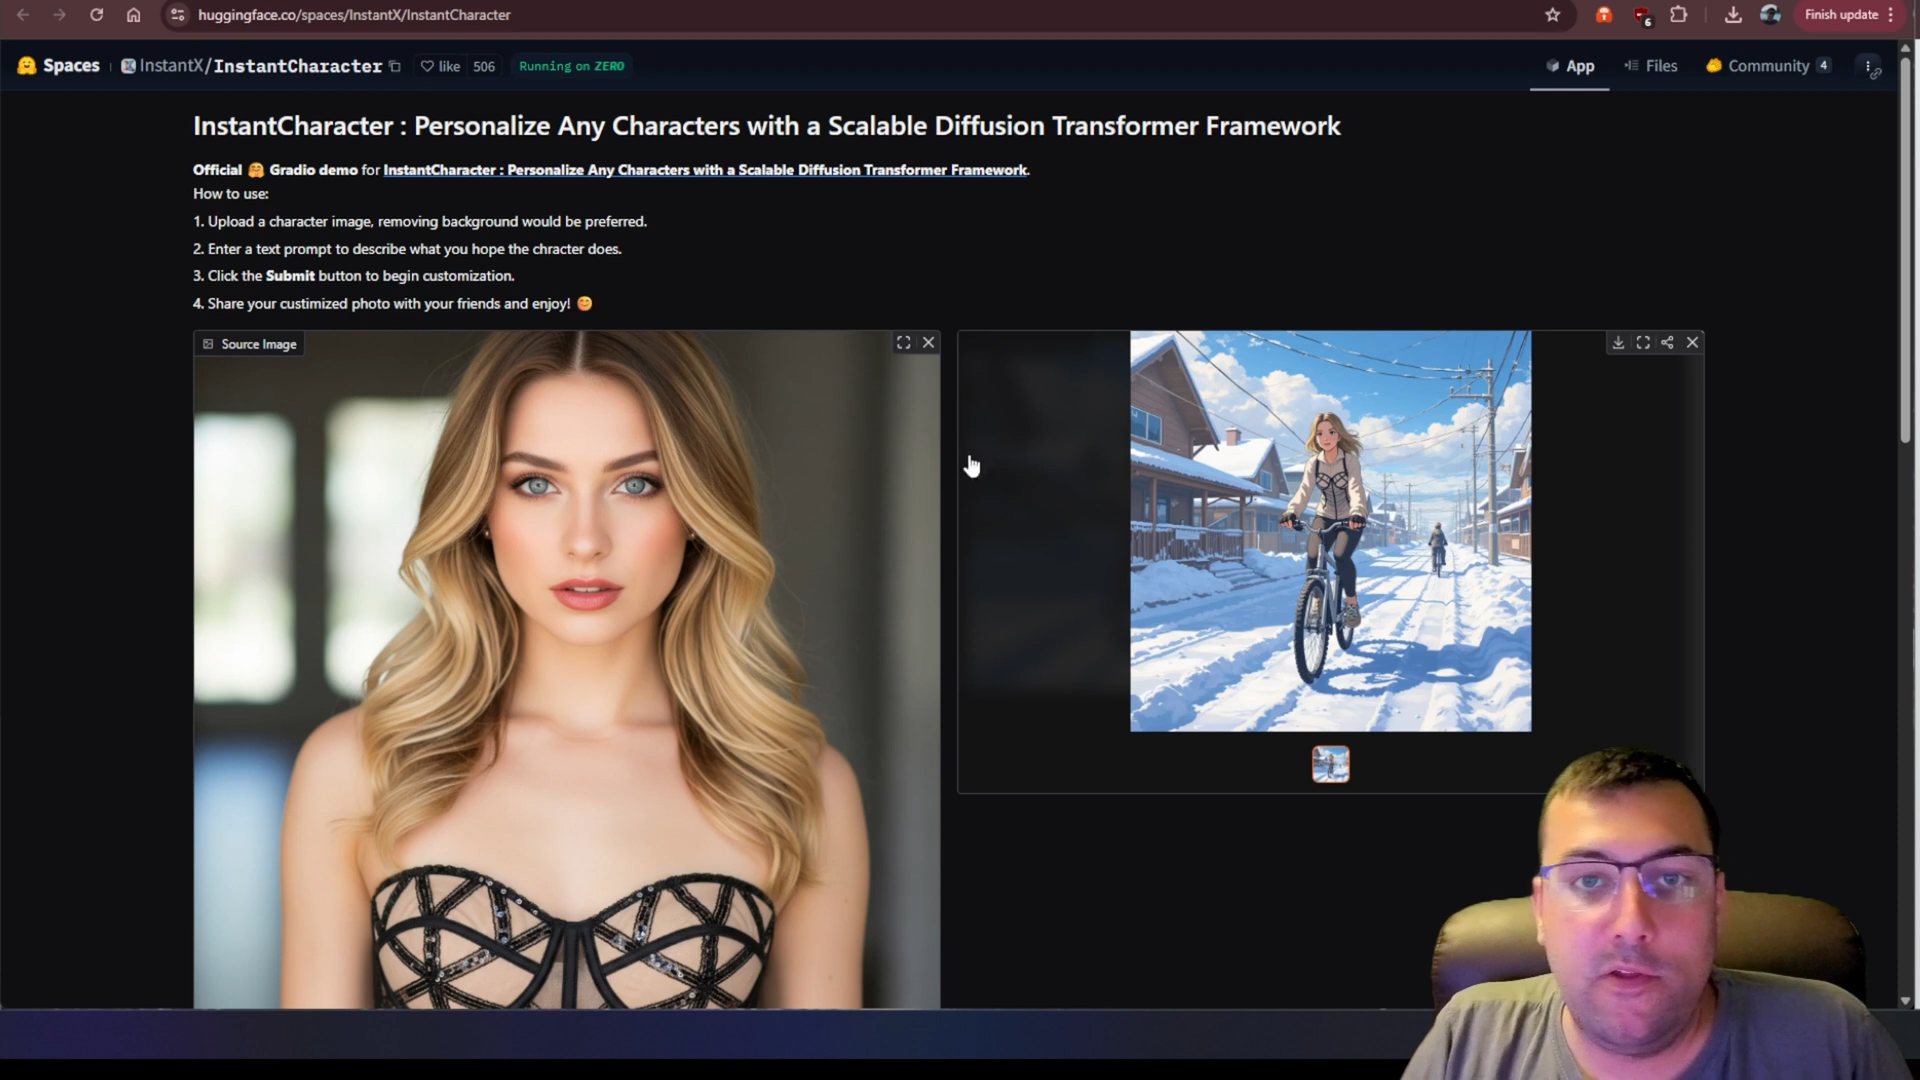 huggingface.co/spaces/InstantX/InstantCharacter
6
Finish update
Spaces
InstantX/InstantCharacter
like 506
Running on ZERO
App
Files
Community 4
InstantCharacter : Personalize Any Characters with a Scalable Diffusion Transformer Framework
Official 🤗 Gradio demo for InstantCharacter : Personalize Any Characters with a Scalable Diffusion Transformer Framework.
How to use:
1. Upload a character image, removing background would be preferred.
2. Enter a text prompt to describe what you hope the chracter does.
3. Click the Submit button to begin customization.
4. Share your custimized photo with your friends and enjoy! 😊
Source Image